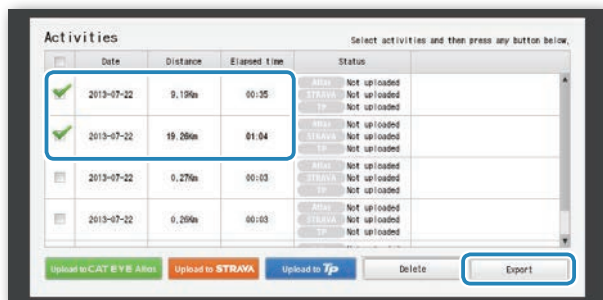 Activities
Select activities and then press any button below.
Date Distance Elapsed time Status
2013-07-22 9.19Km 00:35
Atlas Not uploaded
STRAVA Not uploaded
TP Not uploaded
2013-07-22 19.26Km 01:04
Atlas Not uploaded
STRAVA Not uploaded
TP Not uploaded
2013-07-22 0.27Km 00:03
Atlas Not uploaded
STRAVA Not uploaded
TP Not uploaded
2013-07-22 0.26Km 00:03
Atlas Not uploaded
STRAVA Not uploaded
TP Not uploaded
Upload to CATEYE Atlas Upload to STRAVA Upload to TP Delete Export